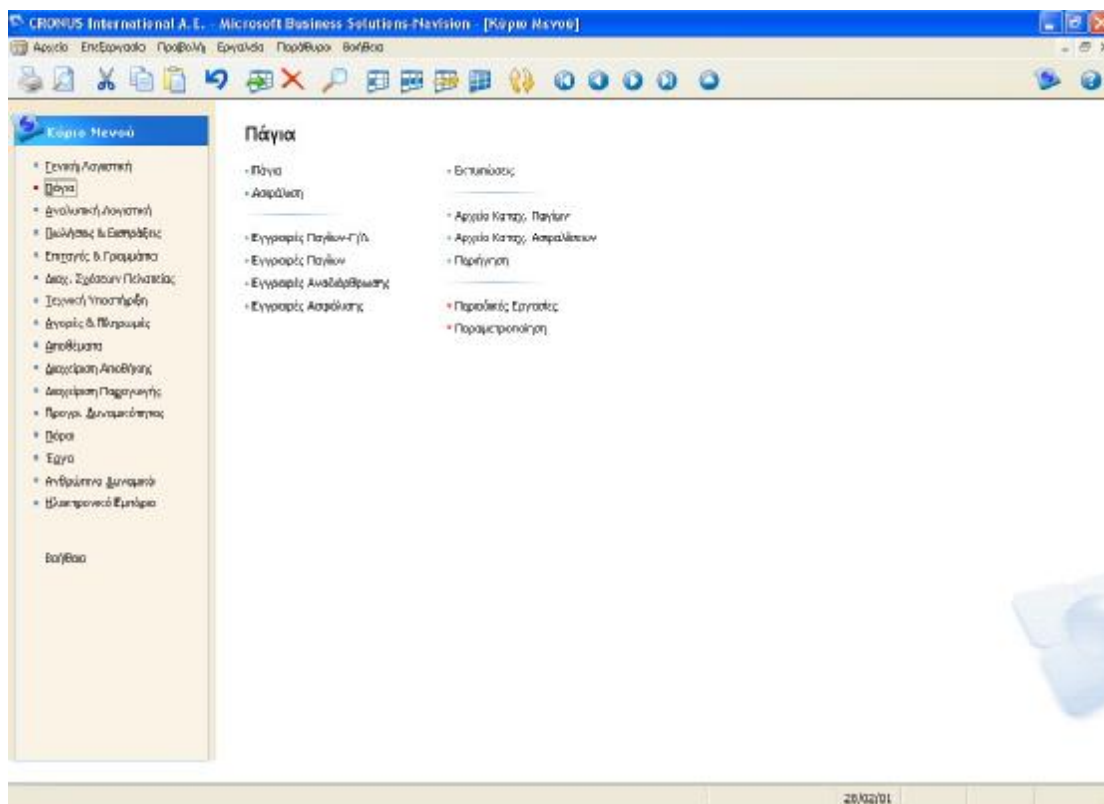 CRONUS International A.E. - Microsoft Business Solutions-Navision - [Κύριο Μενού]
Αρχείο Επεξεργασία Προβολή Εργαλεία Παράθυρο Βοήθεια
Κύριο Μενού
Γενική Λογιστική
Πάγια
Αναλυτική Λογιστική
Πωλήσεις & Εισπράξεις
Επιταγές & Γραμμάτια
Διαχ. Σχέσεων Πελατείας
Τεχνική Υποστήριξη
Αγορές & Πληρωμές
Αποθέματα
Διαχείριση Αποθήκης
Διαχείριση Παραγωγής
Προγρ. Δυναμικότητας
Πόροι
Έργα
Ανθρώπινο Δυναμικό
Ηλεκτρονικό Εμπόριο
Βοήθεια
Πάγια
Πάγια
Ασφάλιση
Εγγραφές Παγίων-Γ/Λ
Εγγραφές Παγίων
Εγγραφές Αναδιάρθρωσης
Εγγραφές Ασφάλισης
Εκτυπώσεις
Αρχείο Καταχ. Παγίων
Αρχείο Καταχ. Ασφαλίσεων
Περιήγηση
Περιοδικές Εργασίες
Παραμετροποίηση
28/02/01